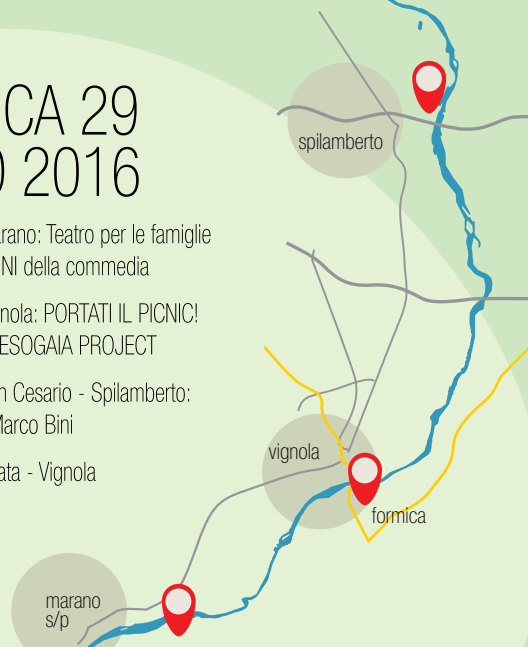 CA 29
2016
rano: Teatro per le famiglie
NI della commedia
nola: PORTATI IL PICNIC!
ESOGAIA PROJECT
n Cesario - Spilamberto:
Marco Bini
ata - Vignola
spilamberto
vignola
formica
marano
s/p